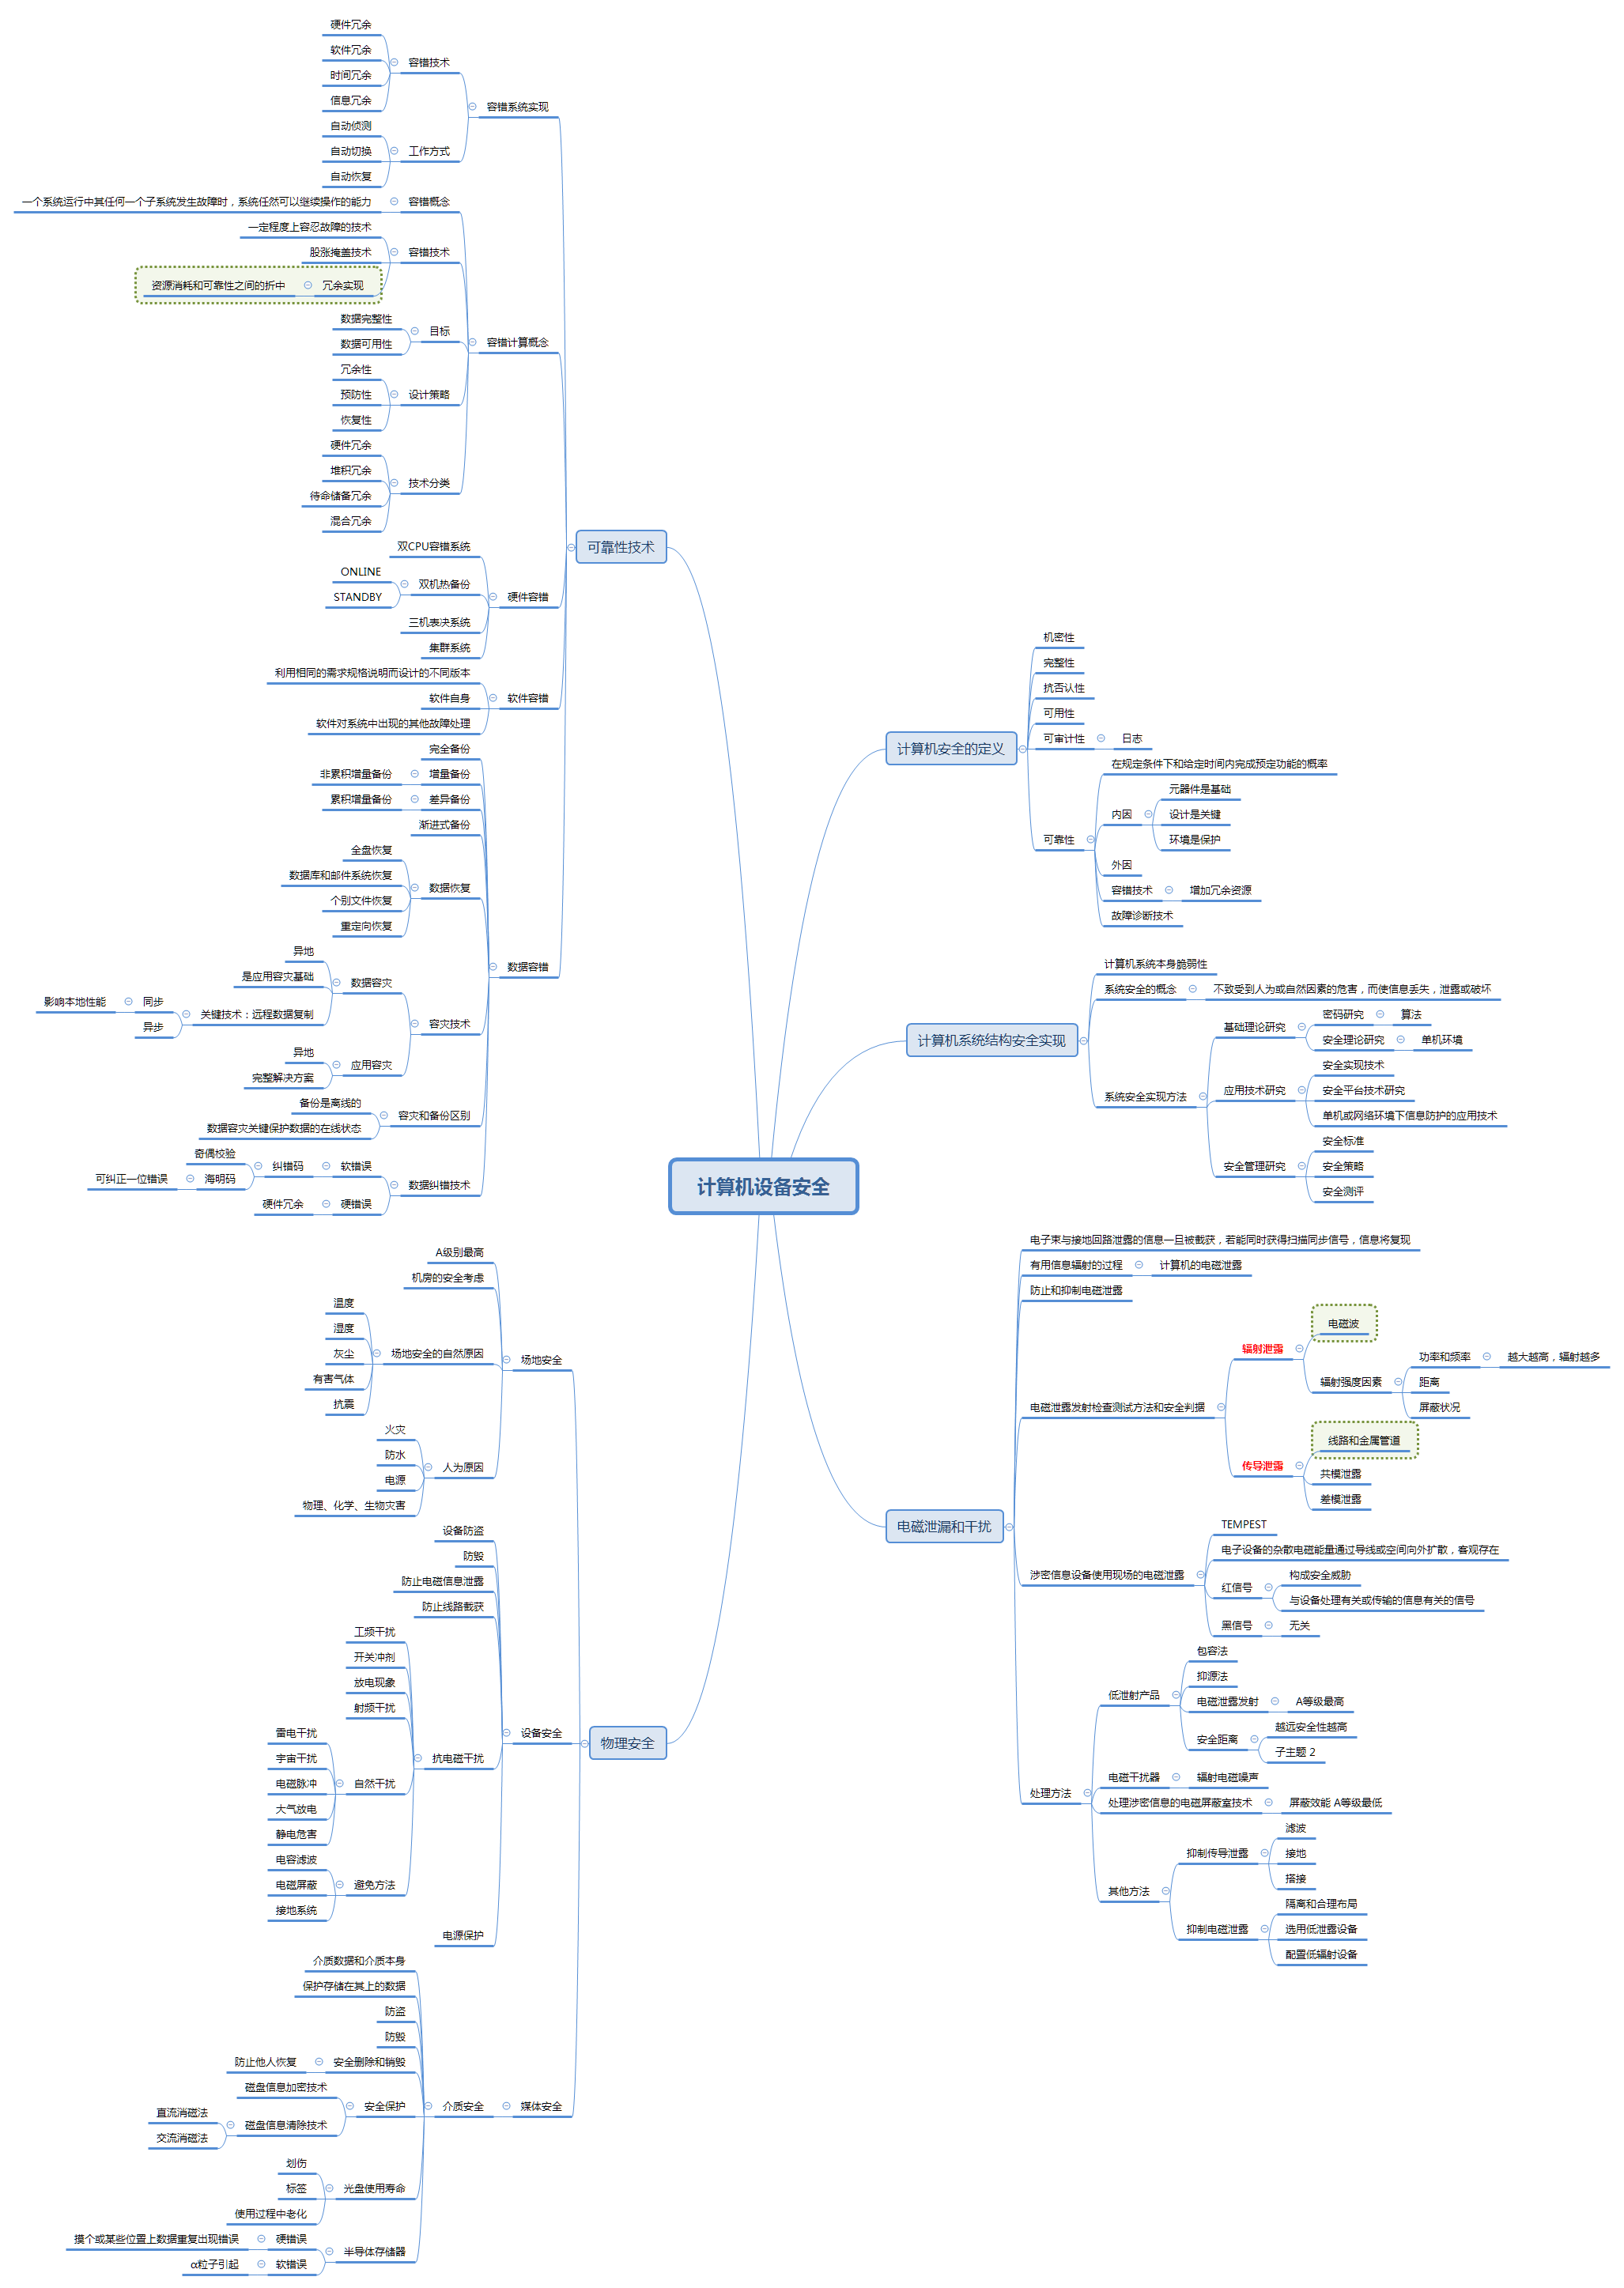 计算机设备安全
可靠性技术
容错系统实现
容错技术
硬件冗余
软件冗余
时间冗余
信息冗余
工作方式
自动侦测
自动切换
自动恢复
容错计算概念
容错概念
一个系统运行中其任何一个子系统发生故障时，系统任然可以继续操作的能力
容错技术
一定程度上容忍故障的技术
股涨掩盖技术
冗余实现
资源消耗和可靠性之间的折中
目标
数据完整性
数据可用性
设计策略
冗余性
预防性
恢复性
技术分类
硬件冗余
堆积冗余
待命储备冗余
混合冗余
硬件容错
双CPU容错系统
双机热备份
ONLINE
STANDBY
三机表决系统
集群系统
软件容错
利用相同的需求规格说明而设计的不同版本
软件自身
软件对系统中出现的其他故障处理
数据容错
完全备份
增量备份
非累积增量备份
差异备份
累积增量备份
渐进式备份
数据恢复
全盘恢复
数据库和邮件系统恢复
个别文件恢复
重定向恢复
容灾技术
数据容灾
异地
是应用容灾基础
关键技术：远程数据复制
同步
影响本地性能
异步
应用容灾
异地
完整解决方案
容灾和备份区别
备份是离线的
数据容灾关键保护数据的在线状态
数据纠错技术
软错误
纠错码
奇偶校验
海明码
可纠正一位错误
硬错误
硬件冗余
物理安全
场地安全
A级别最高
机房的安全考虑
场地安全的自然原因
温度
湿度
灰尘
有害气体
抗震
人为原因
火灾
防水
电源
物理、化学、生物灾害
设备安全
设备防盗
防毁
防止电磁信息泄露
防止线路截获
抗电磁干扰
工频干扰
开关冲剂
放电现象
射频干扰
自然干扰
雷电干扰
宇宙干扰
电磁脉冲
大气放电
静电危害
避免方法
电容滤波
电磁屏蔽
接地系统
电源保护
媒体安全
介质安全
介质数据和介质本身
保护存储在其上的数据
防盗
防毁
安全删除和销毁
防止他人恢复
安全保护
磁盘信息加密技术
磁盘信息清除技术
直流消磁法
交流消磁法
光盘使用寿命
划伤
标签
使用过程中老化
半导体存储器
硬错误
摸个或某些位置上数据重复出现错误
软错误
α粒子引起
计算机安全的定义
机密性
完整性
抗否认性
可用性
可审计性
日志
可靠性
在规定条件下和给定时间内完成预定功能的概率
内因
元器件是基础
设计是关键
环境是保护
外因
容错技术
增加冗余资源
故障诊断技术
计算机系统结构安全实现
计算机系统本身脆弱性
系统安全的概念
不致受到人为或自然因素的危害，而使信息丢失，泄露或破坏
系统安全实现方法
基础理论研究
密码研究
算法
安全理论研究
单机环境
应用技术研究
安全实现技术
安全平台技术研究
单机或网络环境下信息防护的应用技术
安全管理研究
安全标准
安全策略
安全测评
电磁泄漏和干扰
电子束与接地回路泄露的信息一旦被截获，若能同时获得扫描同步信号，信息将复现
有用信息辐射的过程
计算机的电磁泄露
防止和抑制电磁泄露
电磁泄露发射检查测试方法和安全判据
辐射泄露
电磁波
辐射强度因素
功率和频率
越大越高，辐射越多
距离
屏蔽状况
传导泄露
线路和金属管道
共模泄露
差模泄露
涉密信息设备使用现场的电磁泄露
TEMPEST
电子设备的杂散电磁能量通过导线或空间向外扩散，客观存在
红信号
构成安全威胁
与设备处理有关或传输的信息有关的信号
黑信号
无关
处理方法
低泄射产品
包容法
抑源法
电磁泄露发射
A等级最高
安全距离
越远安全性越高
子主题 2
电磁干扰器
辐射电磁噪声
处理涉密信息的电磁屏蔽室技术
屏蔽效能 A等级最低
其他方法
抑制传导泄露
滤波
接地
搭接
抑制电磁泄露
隔离和合理布局
选用低泄露设备
配置低辐射设备